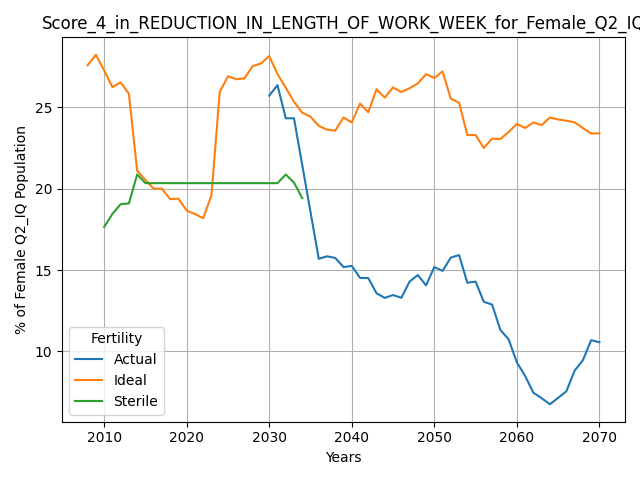 Score_4_in_REDUCTION_IN_LENGTH_OF_WORK_WEEK_for_Female_Q2_IQ
% of Female Q2_IQ Population
25
20
15
10
Fertility
Actual
Ideal
Sterile
2010 2020 2030 2040 2050 2060 2070
Years